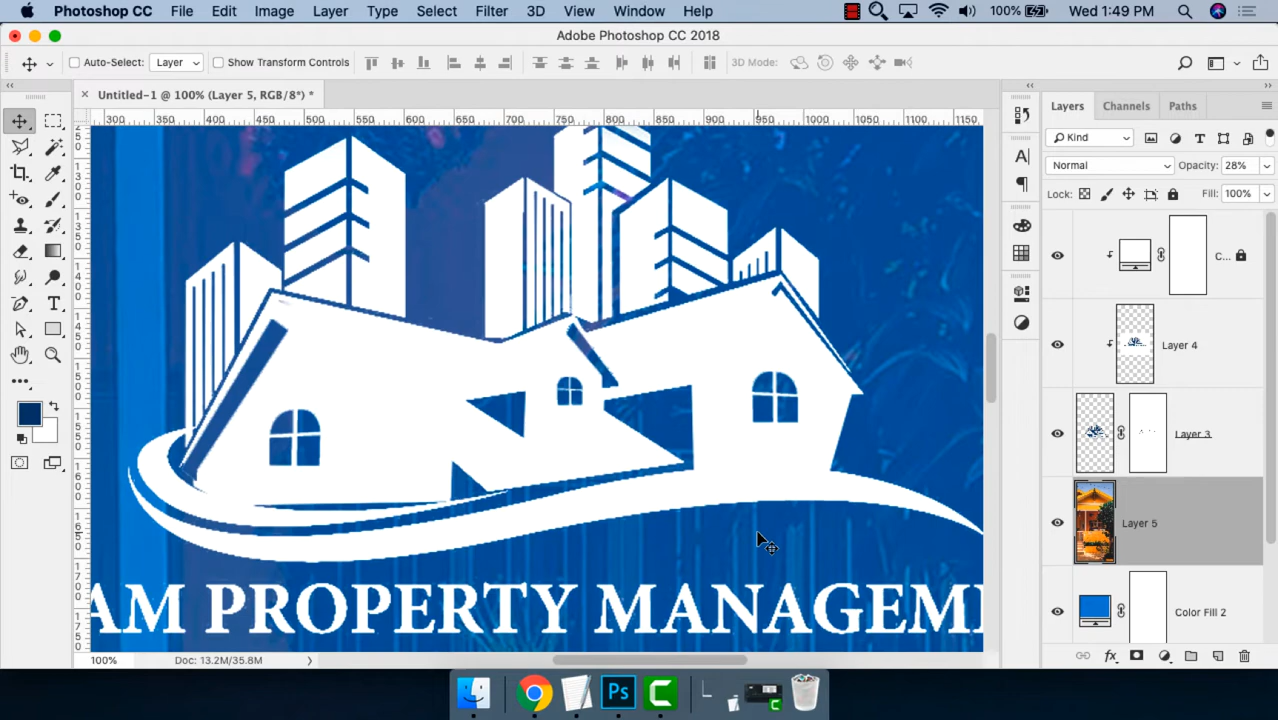 Photoshop CC File Edit Image Layer Type Select Filter 3D View Window Help 100% Wed 1:49 PM
Adobe Photoshop CC 2018
Auto-Select: Layer Show Transform Controls 3D Mode:
× Untitled-1 @ 100% (Layer 5, RGB/8*) *
300 350 400 450 500 550 600 650 700 750 800 850 900 950 1000 1050 1100 1150
Layers Channels Paths
Kind
Normal Opacity: 28%
Lock: Fill: 100%
C...
Layer 4
Layer 3
Layer 5
Color Fill 2
AM PROPERTY MANAGEM
100% Doc: 13.2M/35.8M
Ps